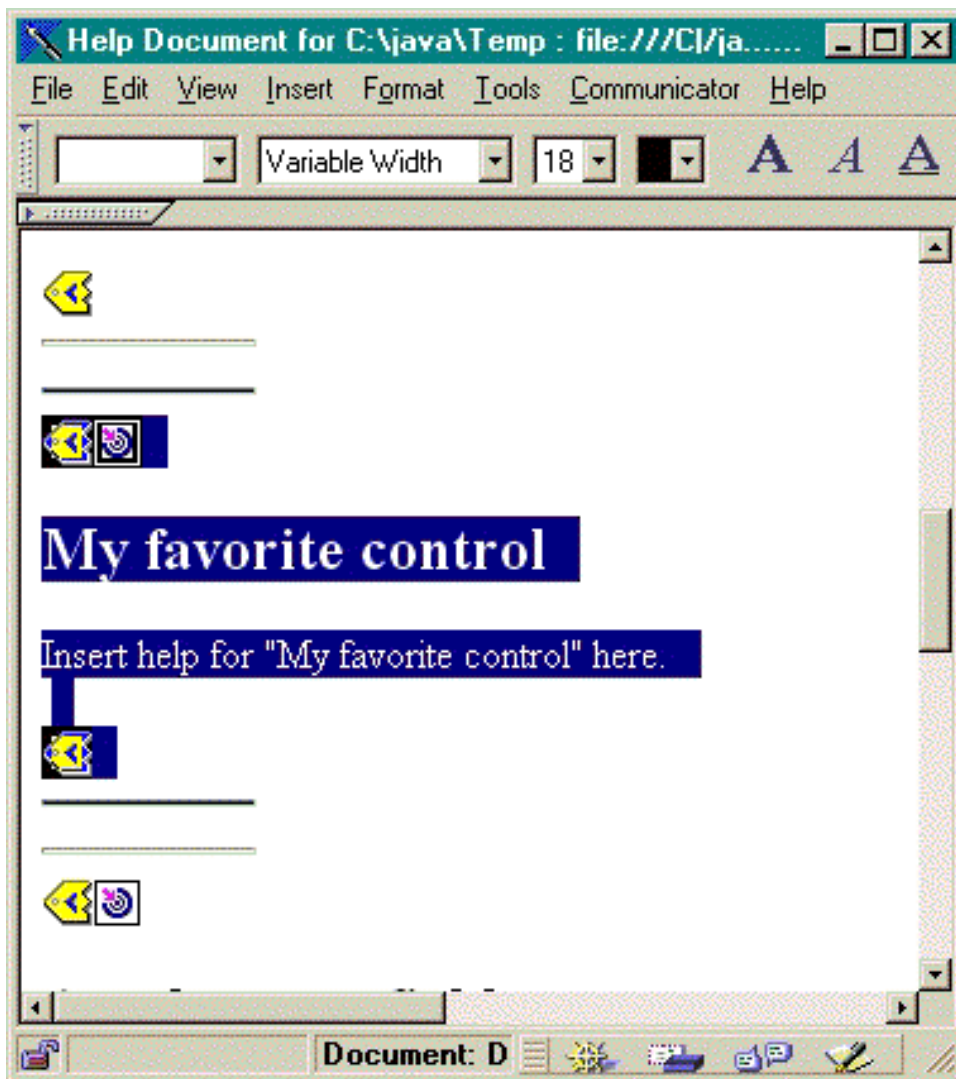 Help Document for C:\java\Temp : file:///C|/ja......
File Edit View Insert Format Tools Communicator Help
Variable Width 18 A A A
My favorite control
Insert help for "My favorite control" here.
Document: D